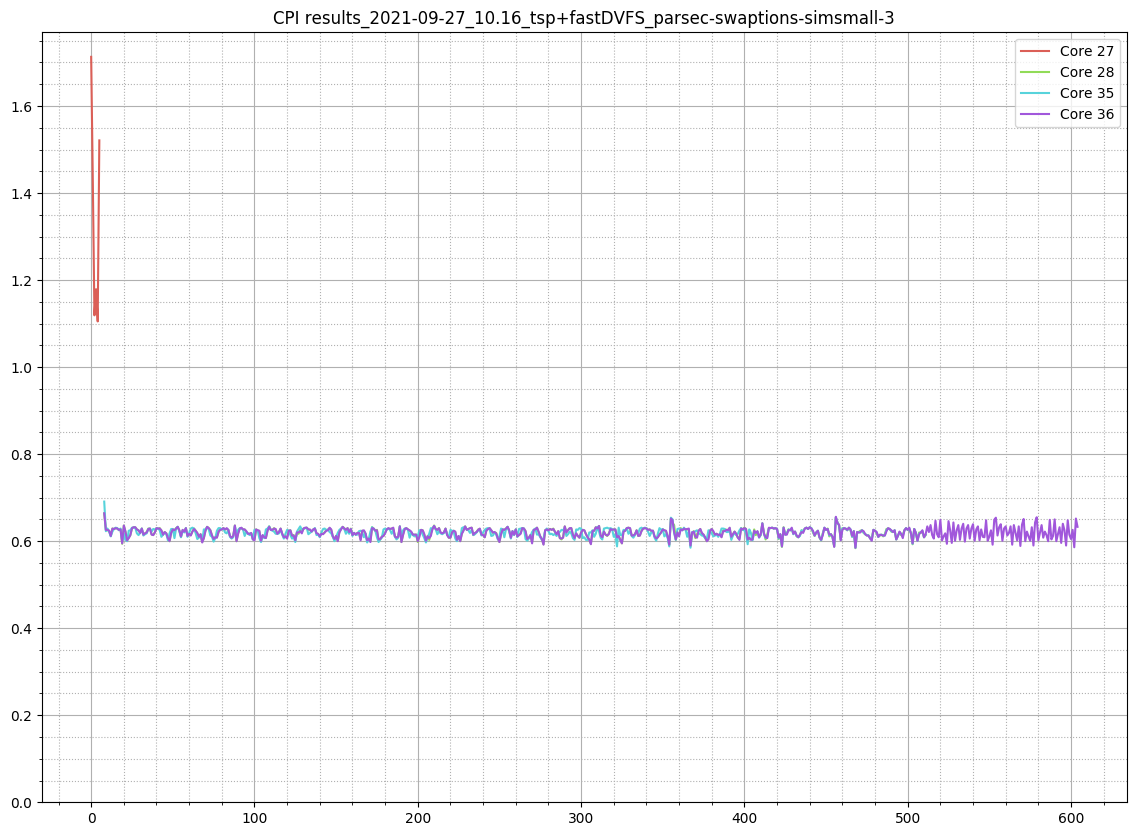 CPI results_2021-09-27_10.16_tsp+fastDVFS_parsec-swaptions-simsmall-3
Core 27
Core 28
Core 35
Core 36
1.6
1.4
1.2
1.0
0.8
0.6
0.4
0.2
0.0
0 100 200 300 400 500 600